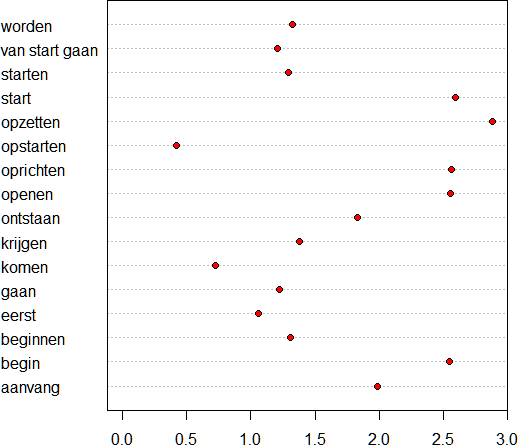 worden
van start gaan
starten
start
opzetten
opstarten
oprichten
openen
ontstaan
krijgen
komen
gaan
eerst
beginnen
begin
aanvang
0.0 0.5 1.0 1.5 2.0 2.5 3.0